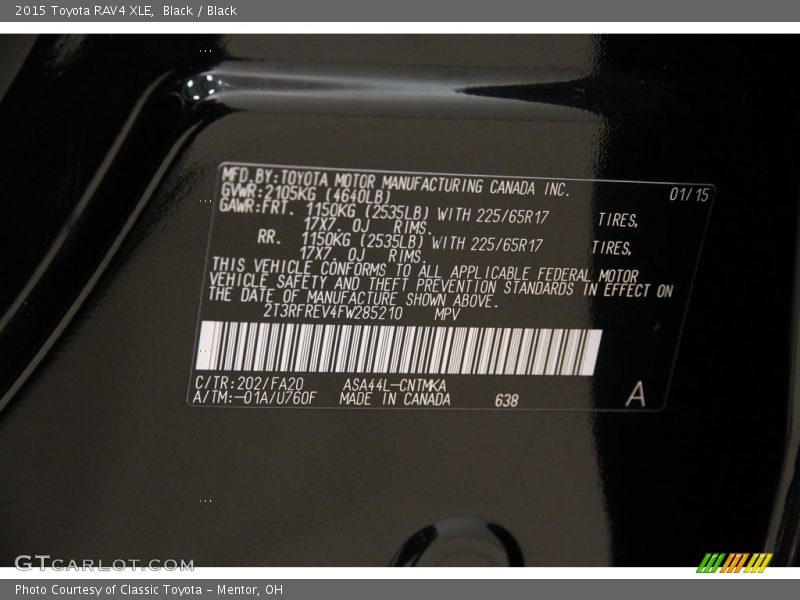 2015 Toyota RAV4 XLE, Black / Black
MFD. BY: TOYOTA MOTOR MANUFACTURING CANADA INC. 01/15
GVWR: 2105KG (4640LB)
GAWR: FRT. 1150KG (2535LB) WITH 225/65R17 TIRES,
17X7. 0J RIMS.
RR. 1150KG (2535LB) WITH 225/65R17 TIRES,
17X7. 0J RIMS.
THIS VEHICLE CONFORMS TO ALL APPLICABLE FEDERAL MOTOR
VEHICLE SAFETY AND THEFT PREVENTION STANDARDS IN EFFECT ON
THE DATE OF MANUFACTURE SHOWN ABOVE.
2T3RFREV4FW285210 MPV
C/TR: 202/FA20 ASA44L-CNTMKA
A/TM: -01A/U760F MADE IN CANADA 638 A
GTCARLOT.COM
Photo Courtesy of Classic Toyota - Mentor, OH